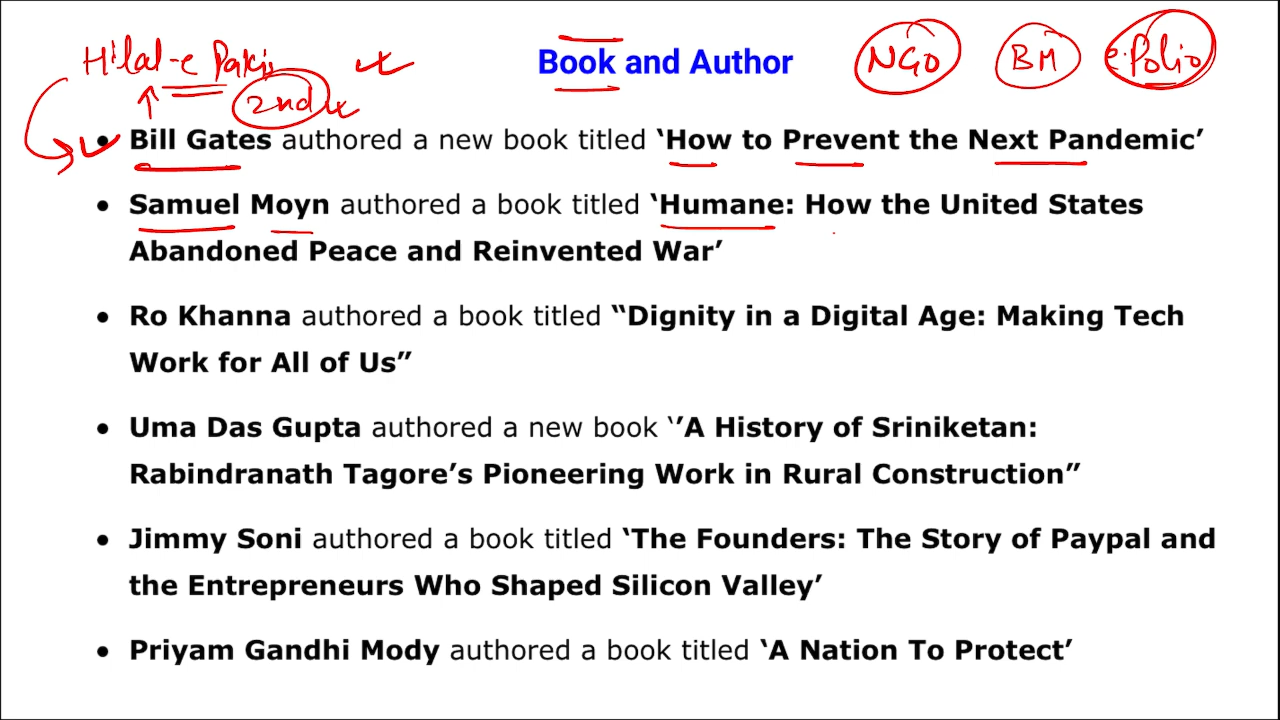 Hilal-e Pakis
2nd
Book and Author
NGO
BM
e.polio
• Bill Gates authored a new book titled ‘How to Prevent the Next Pandemic’
• Samuel Moyn authored a book titled ‘Humane: How the United States
Abandoned Peace and Reinvented War’
• Ro Khanna authored a book titled “Dignity in a Digital Age: Making Tech
Work for All of Us”
• Uma Das Gupta authored a new book ‘’A History of Sriniketan:
Rabindranath Tagore’s Pioneering Work in Rural Construction”
• Jimmy Soni authored a book titled ‘The Founders: The Story of Paypal and
the Entrepreneurs Who Shaped Silicon Valley’
• Priyam Gandhi Mody authored a book titled ‘A Nation To Protect’